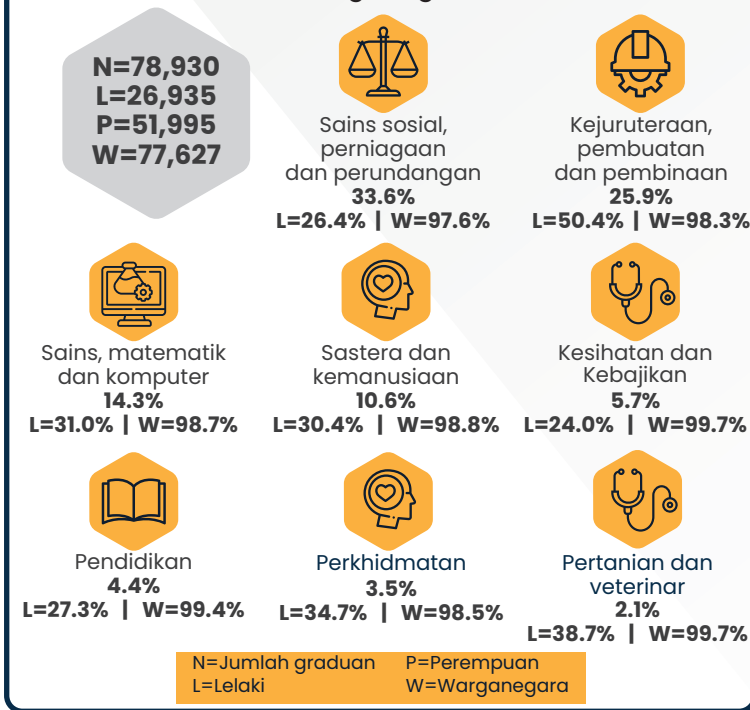 N=78,930
L=26,935
P=51,995
W=77,627
Sains sosial,
perniagaan
dan perundangan
33.6%
L=26.4% | W=97.6%
Kejuruteraan,
pembuatan
dan pembinaan
25.9%
L=50.4% | W=98.3%
Sains, matematik
dan komputer
14.3%
L=31.0% | W=98.7%
Sastera dan
kemanusiaan
10.6%
L=30.4% | W=98.8%
Kesihatan dan
Kebajikan
5.7%
L=24.0% | W=99.7%
Pendidikan
4.4%
L=27.3% | W=99.4%
Perkhidmatan
3.5%
L=34.7% | W=98.5%
Pertanian dan
veterinar
2.1%
L=38.7% | W=99.7%
N=Jumlah graduan P=Perempuan
L=Lelaki W=Warganegara